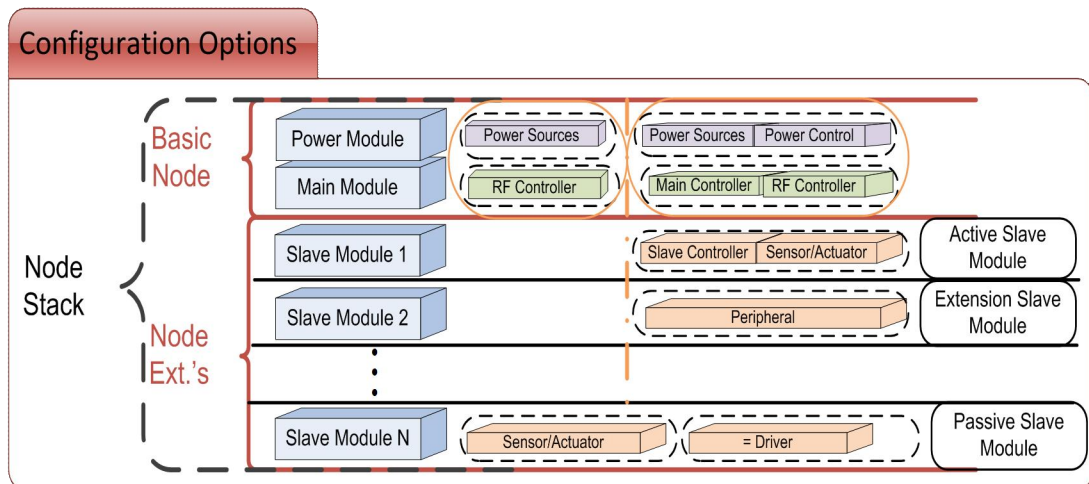 Configuration Options
Basic
Node
Power Module
Power Sources
Power Sources
Power Control
Main Module
RF Controller
Main Controller
RF Controller
Node
Stack
Slave Module 1
Slave Controller
Sensor/Actuator
Active Slave
Module
Slave Module 2
Peripheral
Extension Slave
Module
Node
Ext.'s
Slave Module N
Sensor/Actuator
= Driver
Passive Slave
Module